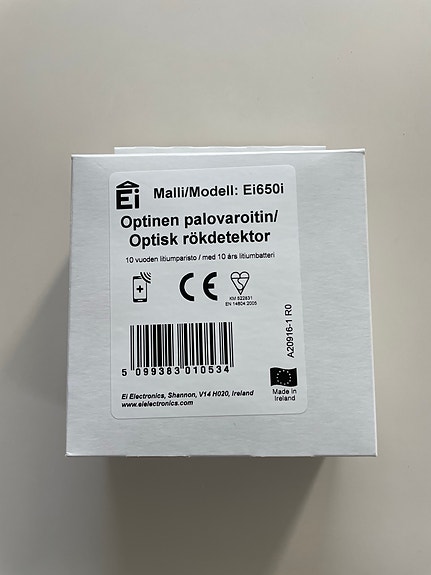 Ei
Malli/Modell: Ei650i
Optinen palovaroitin/
Optisk rökdetektor
10 vuoden litiumparisto / med 10 års litiumbatteri
CE
KM 522831
EN 14604:2005
A20916-1 R0
5 099383 010534
Made in
Ireland
Ei Electronics, Shannon, V14 H020, Ireland
www.eielectronics.com